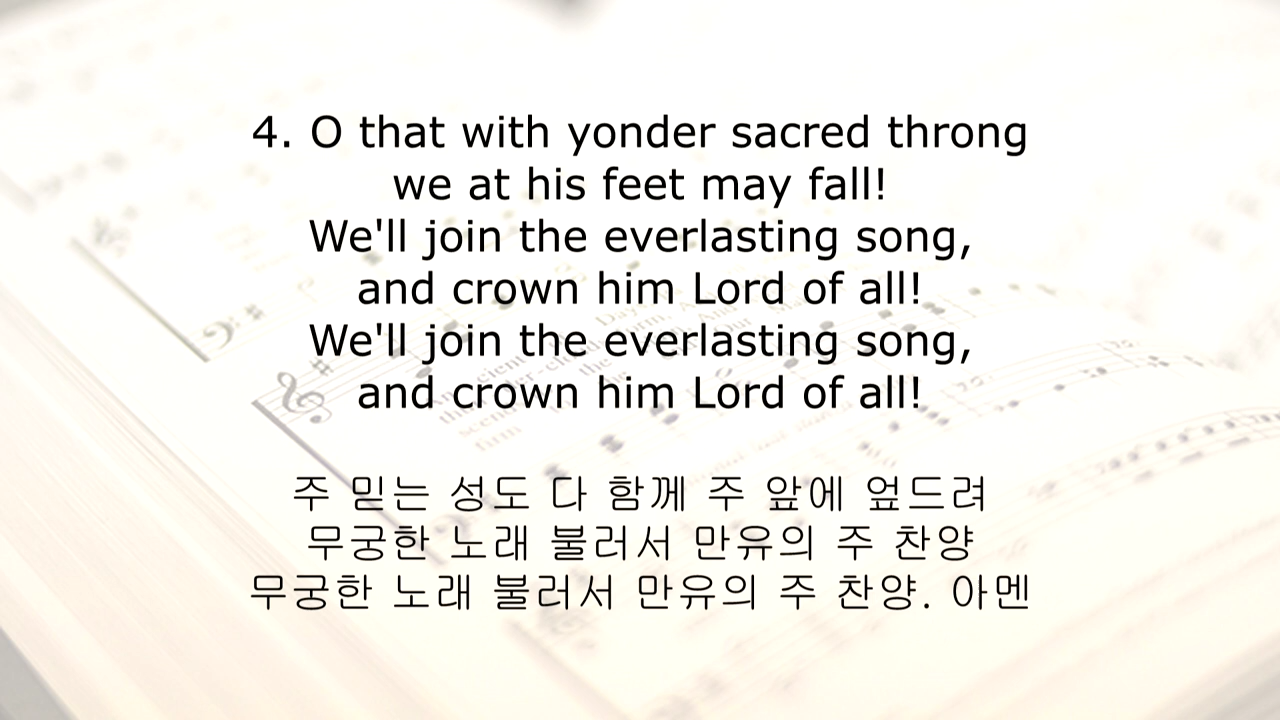 4. O that with yonder sacred throng
we at his feet may fall!
We'll join the everlasting song,
and crown him Lord of all!
We'll join the everlasting song,
and crown him Lord of all!
주 믿는 성도 다 함께 주 앞에 엎드려
무궁한 노래 불러서 만유의 주 찬양
무궁한 노래 불러서 만유의 주 찬양. 아멘